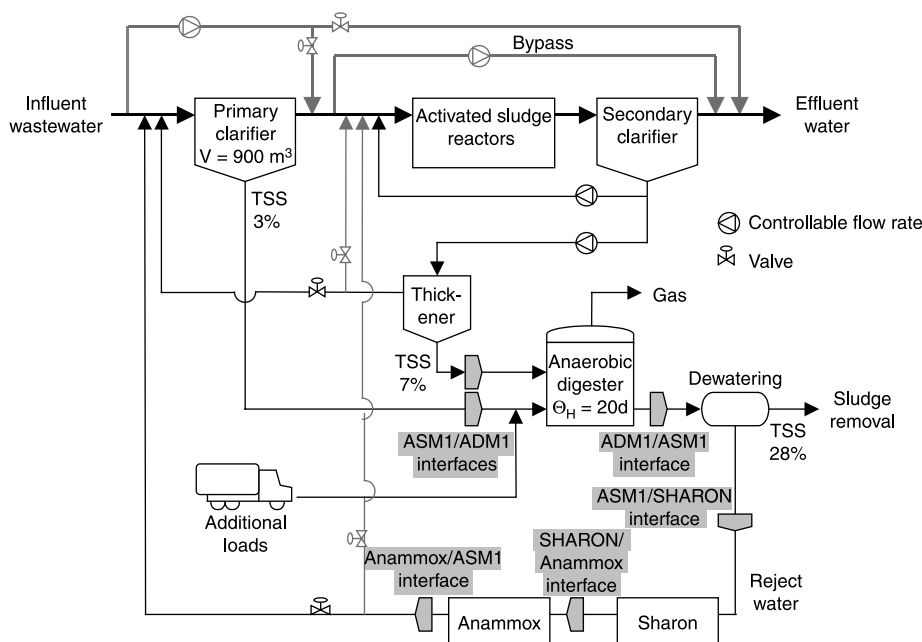 Bypass
Influent
wastewater
Primary
clarifier
V = 900 m³
Activated sludge
reactors
Secondary
clarifier
Effluent
water
TSS
3%
Controllable flow rate
Valve
Thick-
ener
Gas
TSS
7%
Anaerobic
digester
Θ_H = 20d
Dewatering
Sludge
removal
TSS
28%
ASM1/ADM1
interfaces
ADM1/ASM1
interface
ASM1/SHARON
interface
Additional
loads
Anammox/ASM1
interface
SHARON/
Anammox
interface
Reject
water
Anammox
Sharon